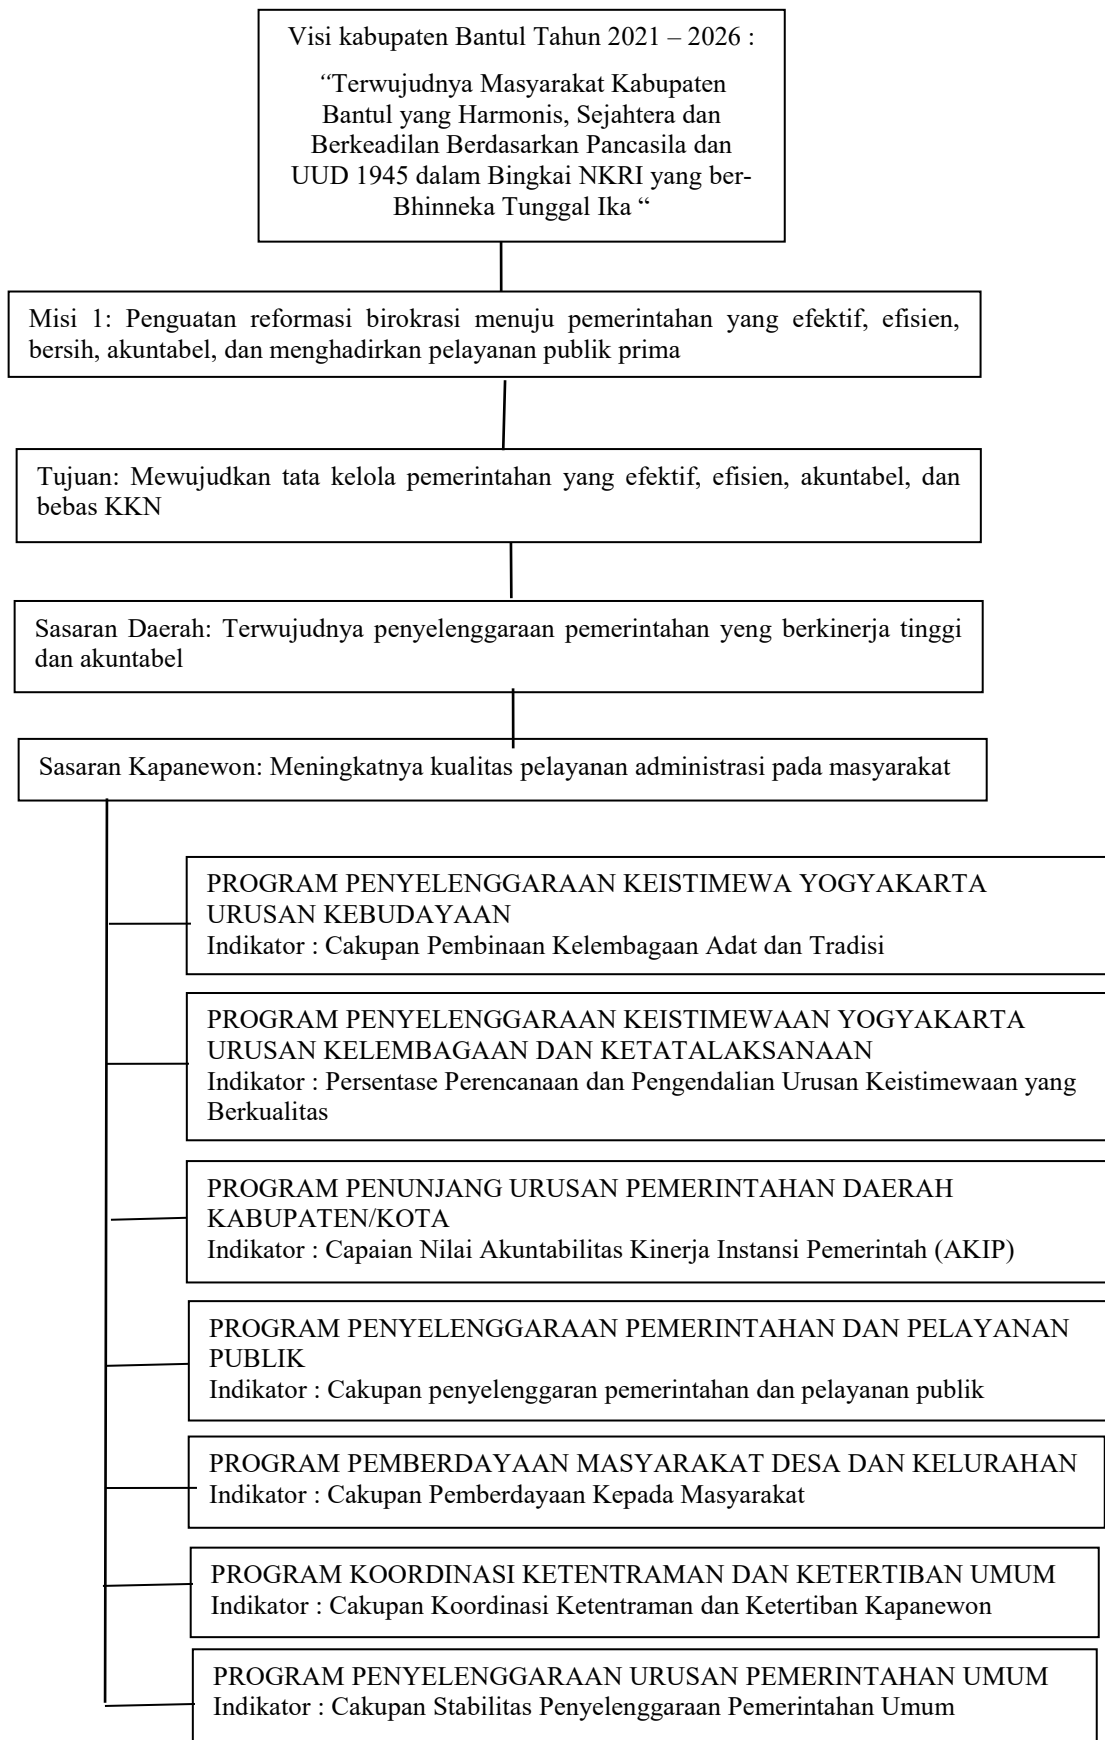 Visi kabupaten Bantul Tahun 2021 – 2026 :
“Terwujudnya Masyarakat Kabupaten
Bantul yang Harmonis, Sejahtera dan
Berkeadilan Berdasarkan Pancasila dan
UUD 1945 dalam Bingkai NKRI yang ber-
Bhinneka Tunggal Ika “
Misi 1: Penguatan reformasi birokrasi menuju pemerintahan yang efektif, efisien,
bersih, akuntabel, dan menghadirkan pelayanan publik prima
Tujuan: Mewujudkan tata kelola pemerintahan yang efektif, efisien, akuntabel, dan
bebas KKN
Sasaran Daerah: Terwujudnya penyelenggaraan pemerintahan yeng berkinerja tinggi
dan akuntabel
Sasaran Kapanewon: Meningkatnya kualitas pelayanan administrasi pada masyarakat
PROGRAM PENYELENGGARAAN KEISTIMEWA YOGYAKARTA
URUSAN KEBUDAYAAN
Indikator : Cakupan Pembinaan Kelembagaan Adat dan Tradisi
PROGRAM PENYELENGGARAAN KEISTIMEWAAN YOGYAKARTA
URUSAN KELEMBAGAAN DAN KETATALAKSANAAN
Indikator : Persentase Perencanaan dan Pengendalian Urusan Keistimewaan yang
Berkualitas
PROGRAM PENUNJANG URUSAN PEMERINTAHAN DAERAH
KABUPATEN/KOTA
Indikator : Capaian Nilai Akuntabilitas Kinerja Instansi Pemerintah (AKIP)
PROGRAM PENYELENGGARAAN PEMERINTAHAN DAN PELAYANAN
PUBLIK
Indikator : Cakupan penyelenggaran pemerintahan dan pelayanan publik
PROGRAM PEMBERDAYAAN MASYARAKAT DESA DAN KELURAHAN
Indikator : Cakupan Pemberdayaan Kepada Masyarakat
PROGRAM KOORDINASI KETENTRAMAN DAN KETERTIBAN UMUM
Indikator : Cakupan Koordinasi Ketentraman dan Ketertiban Kapanewon
PROGRAM PENYELENGGARAAN URUSAN PEMERINTAHAN UMUM
Indikator : Cakupan Stabilitas Penyelenggaraan Pemerintahan Umum